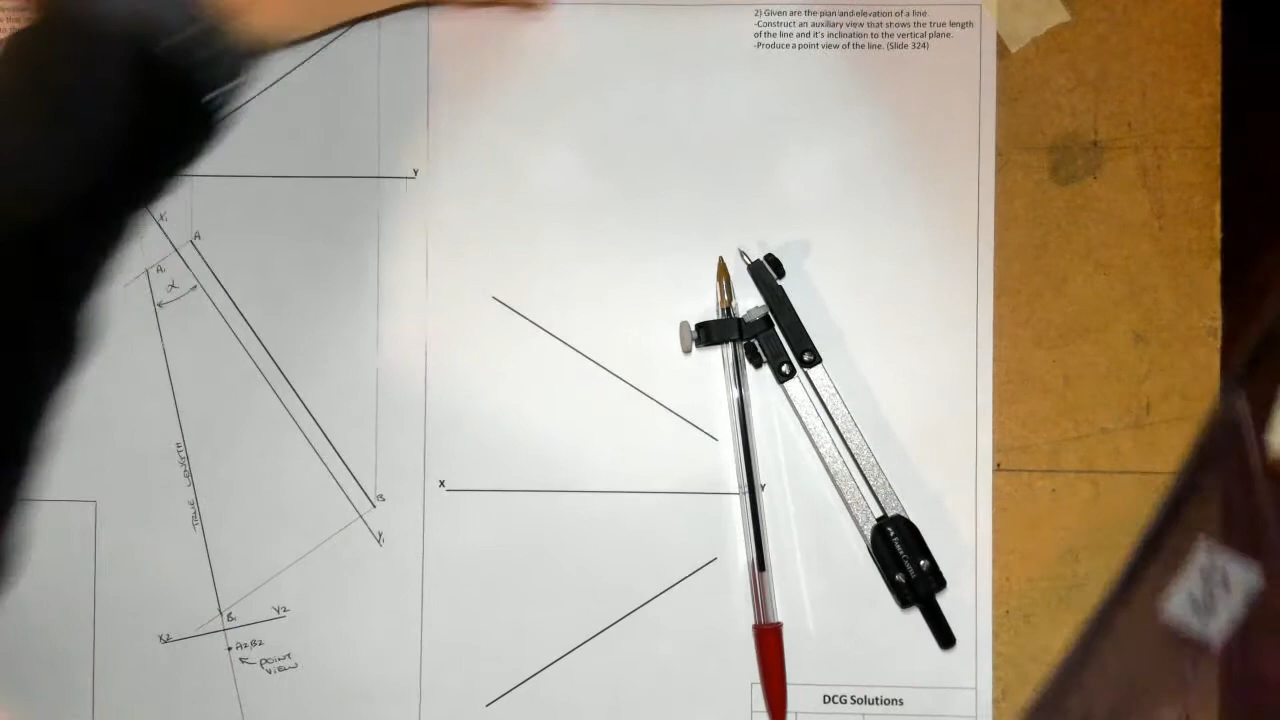 2) Given are the plan and elevation of a line.
-Construct an auxiliary view that shows the true length
of the line and it's inclination to the vertical plane.
-Produce a point view of the line. (Slide 324)
Y
X1
A
A1
α
TRUE LENGTH
B
Y1
B1
X2
Y2
A2,B2
POINT
VIEW
X
Y
FABER-CASTELL
DCG Solutions